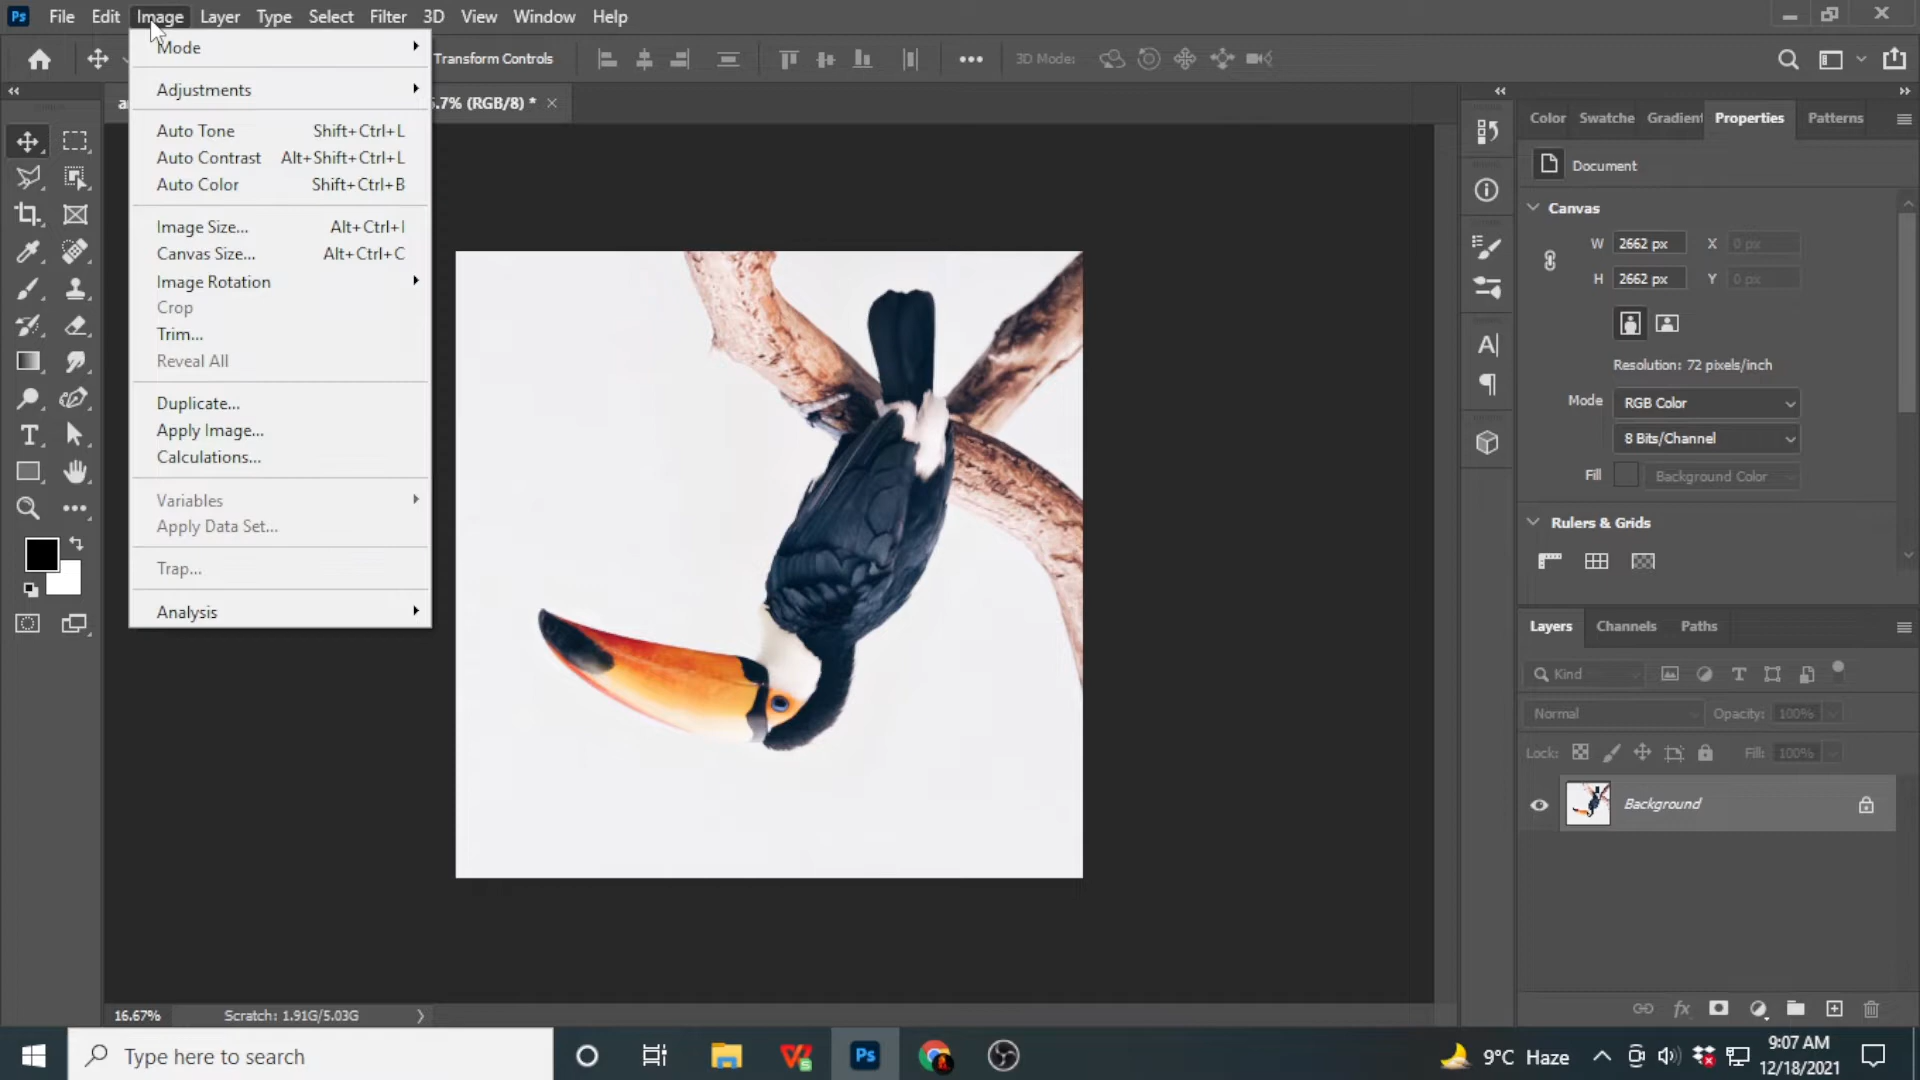 Ps File Edit Image Layer Type Select Filter 3D View Window Help
Transform Controls 3D Mode:
.7% (RGB/8) *
Mode
Adjustments
Auto Tone Shift+Ctrl+L
Auto Contrast Alt+Shift+Ctrl+L
Auto Color Shift+Ctrl+B
Image Size... Alt+Ctrl+I
Canvas Size... Alt+Ctrl+C
Image Rotation
Crop
Trim...
Reveal All
Duplicate...
Apply Image...
Calculations...
Variables
Apply Data Set...
Trap...
Analysis
Color Swatche Gradient Properties Patterns
Document
Canvas
W 2662 px X 0 px
H 2662 px Y 0 px
Resolution: 72 pixels/inch
Mode RGB Color
8 Bits/Channel
Fill Background Color
Rulers & Grids
Layers Channels Paths
Kind
Normal Opacity: 100%
Lock: Fill: 100%
Background
fx
16.67% Scratch: 1.91G/5.03G
Type here to search
Ps
9°C Haze
9:07 AM
12/18/2021